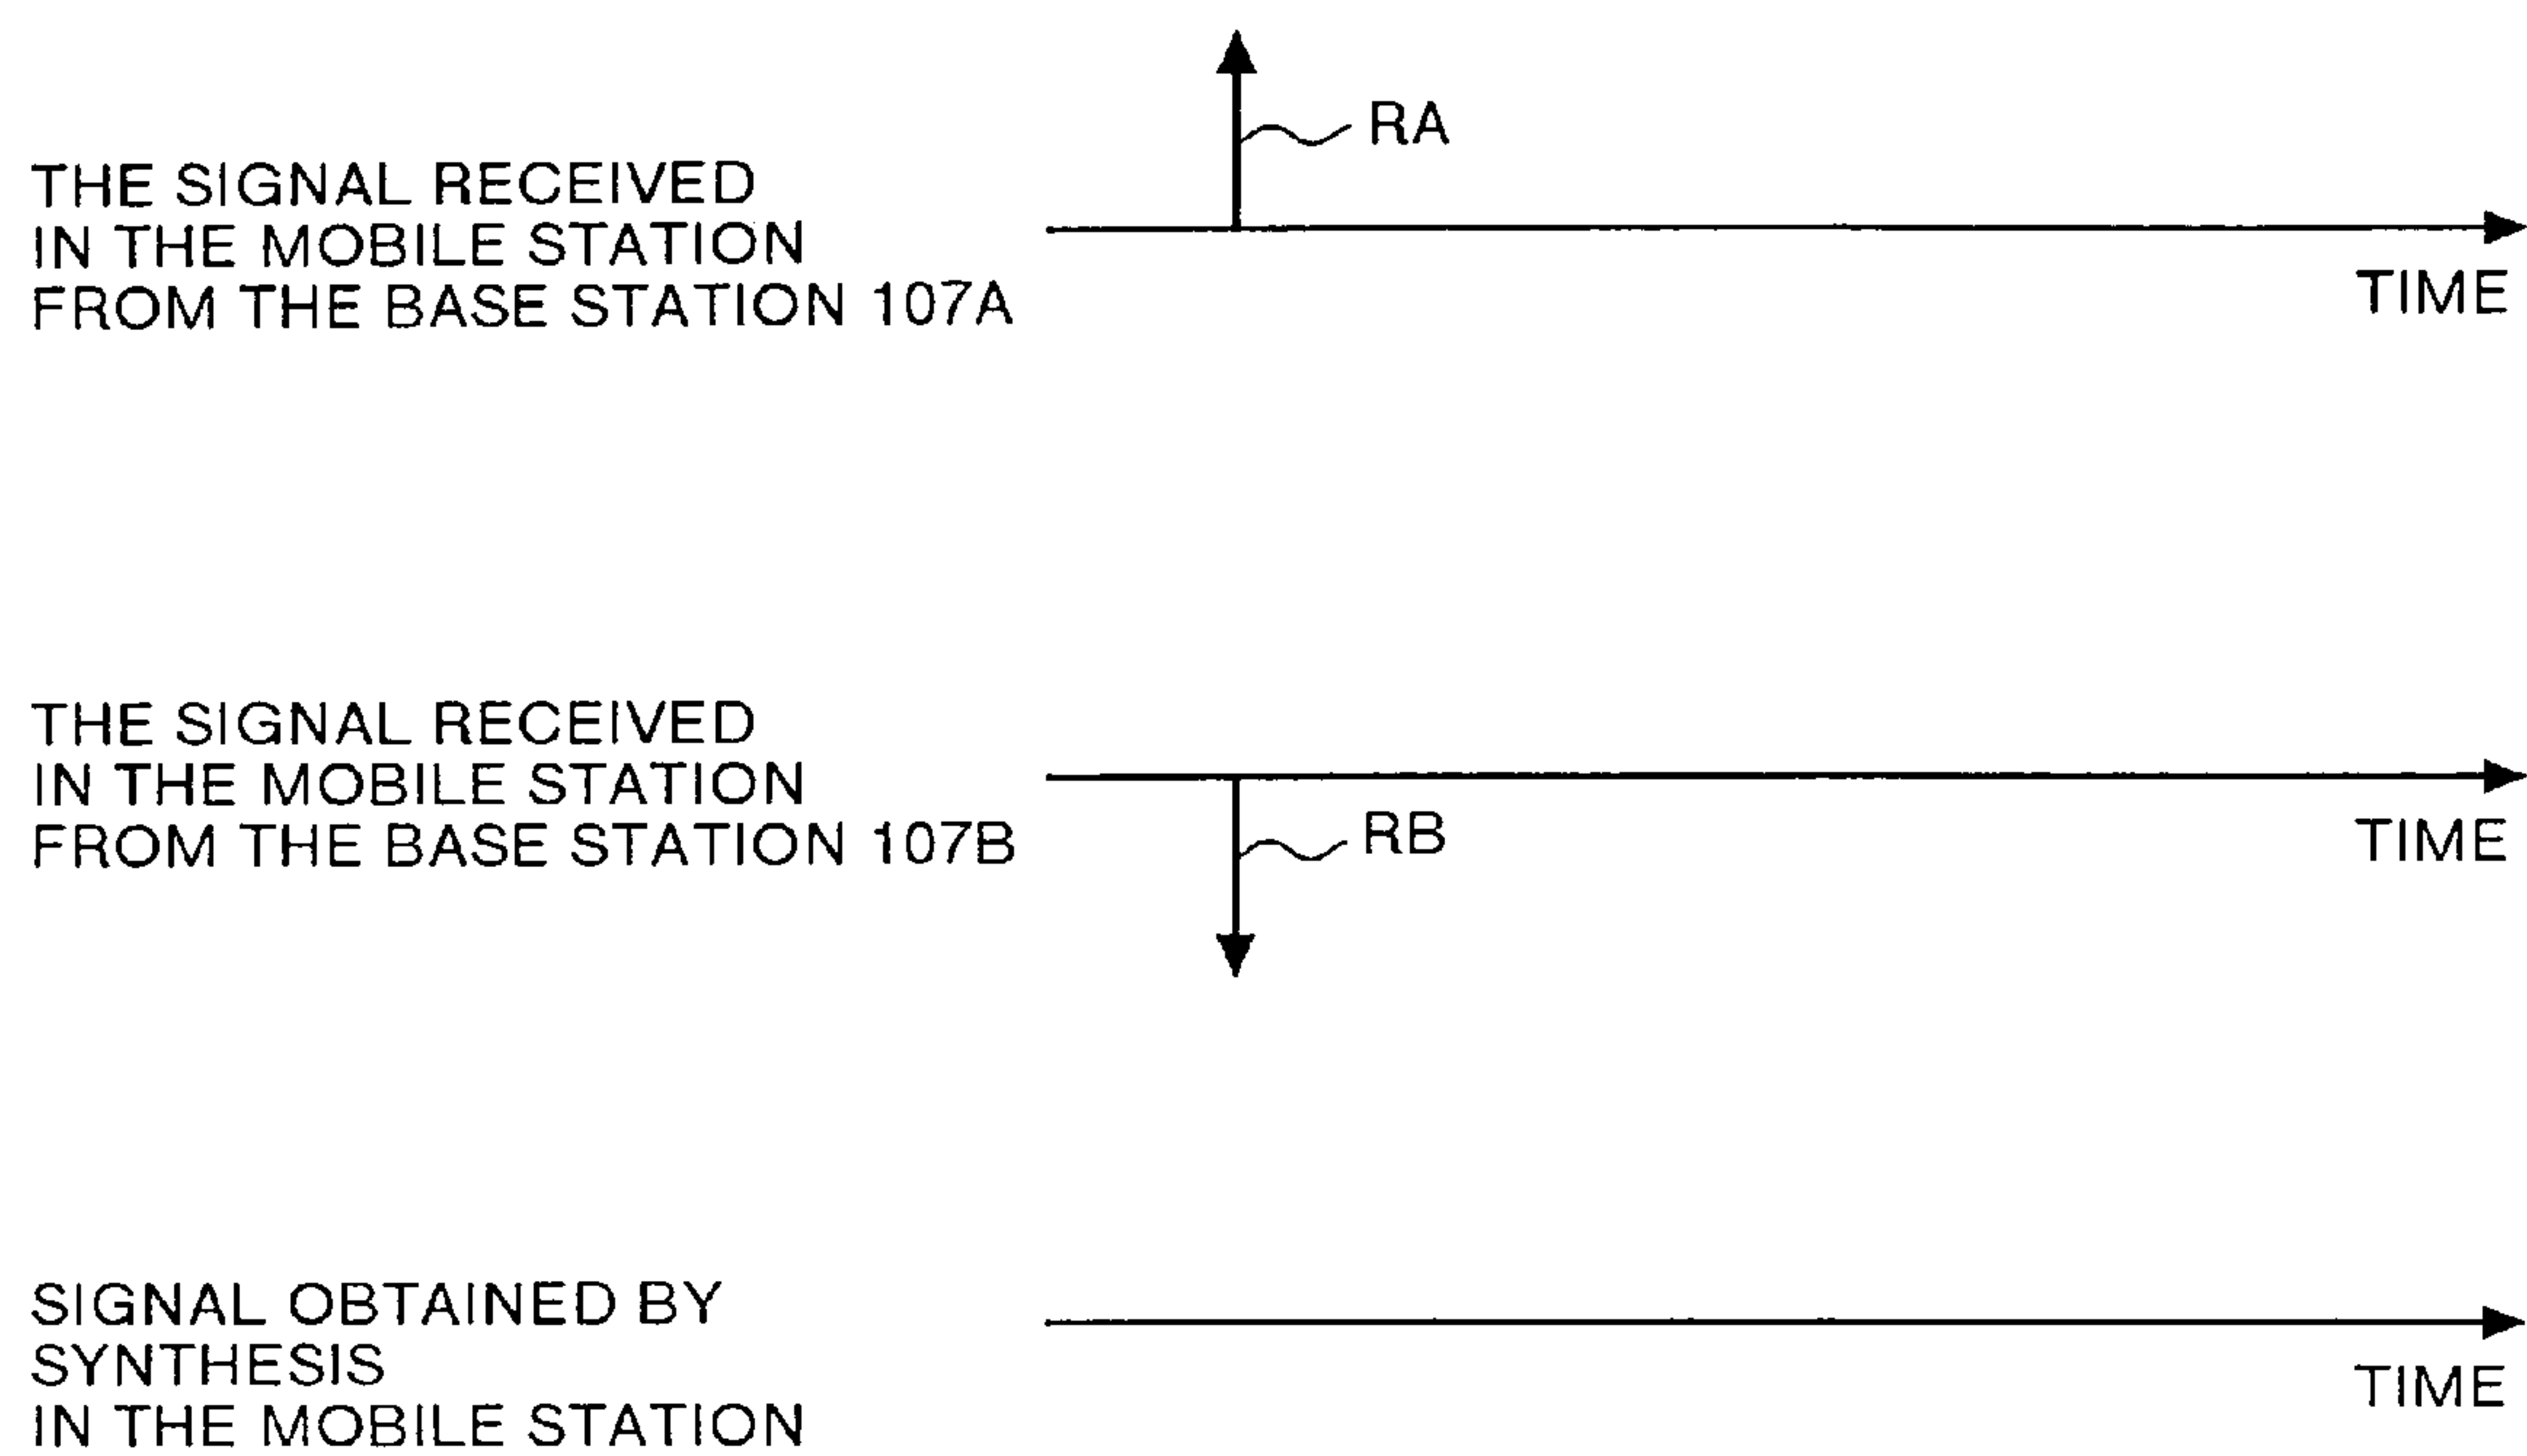 RA
THE SIGNAL RECEIVED
IN THE MOBILE STATION
FROM THE BASE STATION 107A
TIME
THE SIGNAL RECEIVED
IN THE MOBILE STATION
FROM THE BASE STATION 107B
RB
TIME
SIGNAL OBTAINED BY
SYNTHESIS
IN THE MOBILE STATION
TIME